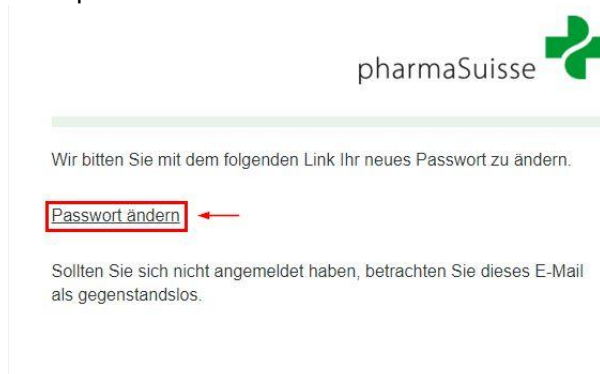 pharmaSuisse
Wir bitten Sie mit dem folgenden Link Ihr neues Passwort zu ändern.
Passwort ändern
Sollten Sie sich nicht angemeldet haben, betrachten Sie dieses E-Mail
als gegenstandslos.